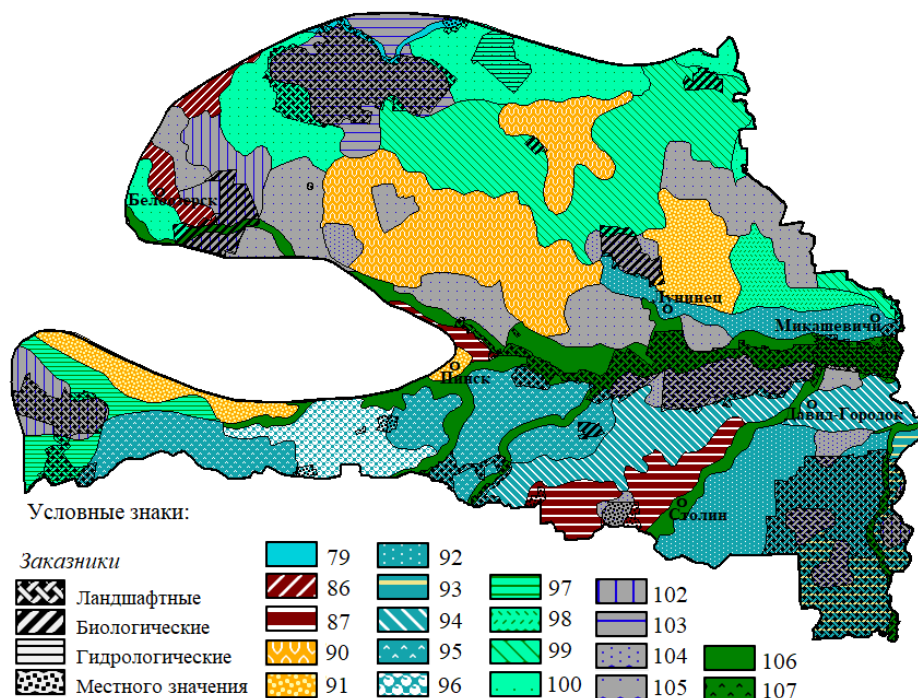 Белоозерск
Лунинец
Микашевичи
Пинск
Давид-Городок
Столин
Условные знаки:
Заказники
Ландшафтные
Биологические
Гидрологические
Местного значения
79
86
87
90
91
92
93
94
95
96
97
98
99
100
102
103
104
105
106
107